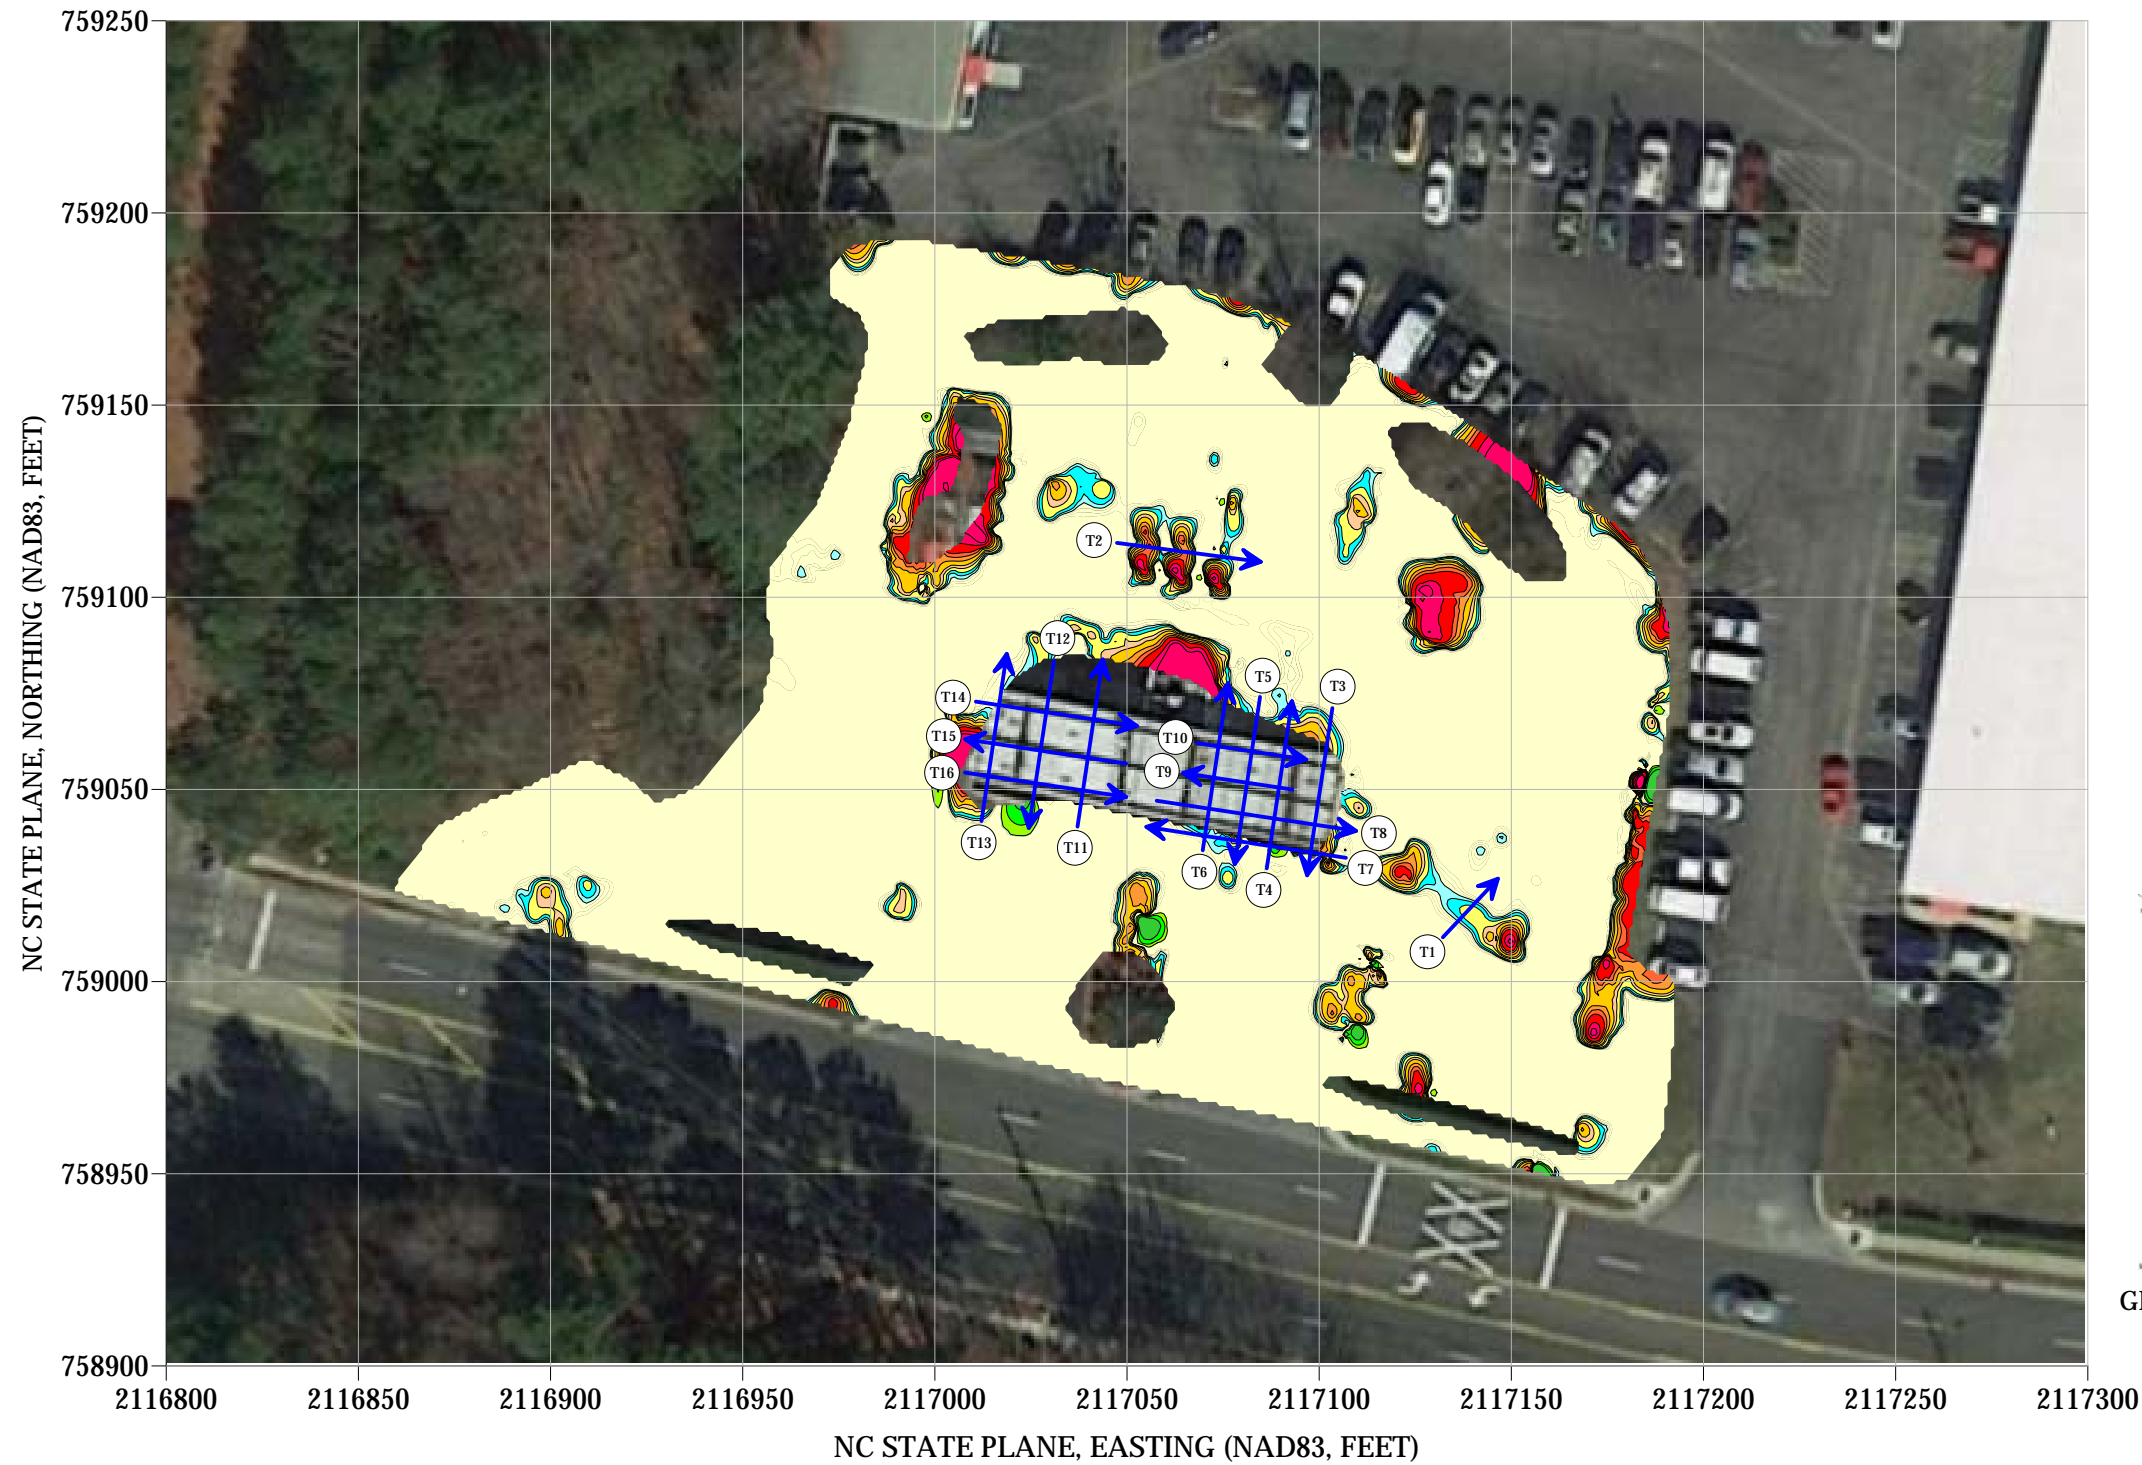 759250
759200
759150
759100
759050
759000
758950
758900
NC STATE PLANE, NORTHING (NAD83, FEET)
T2
T12
T5
T3
T14
T15
T10
T16
T9
T13
T11
T6
T4
T8
T7
T1
2116800 2116850 2116900 2116950 2117000 2117050 2117100 2117150 2117200 2117250 2117300
NC STATE PLANE, EASTING (NAD83, FEET)